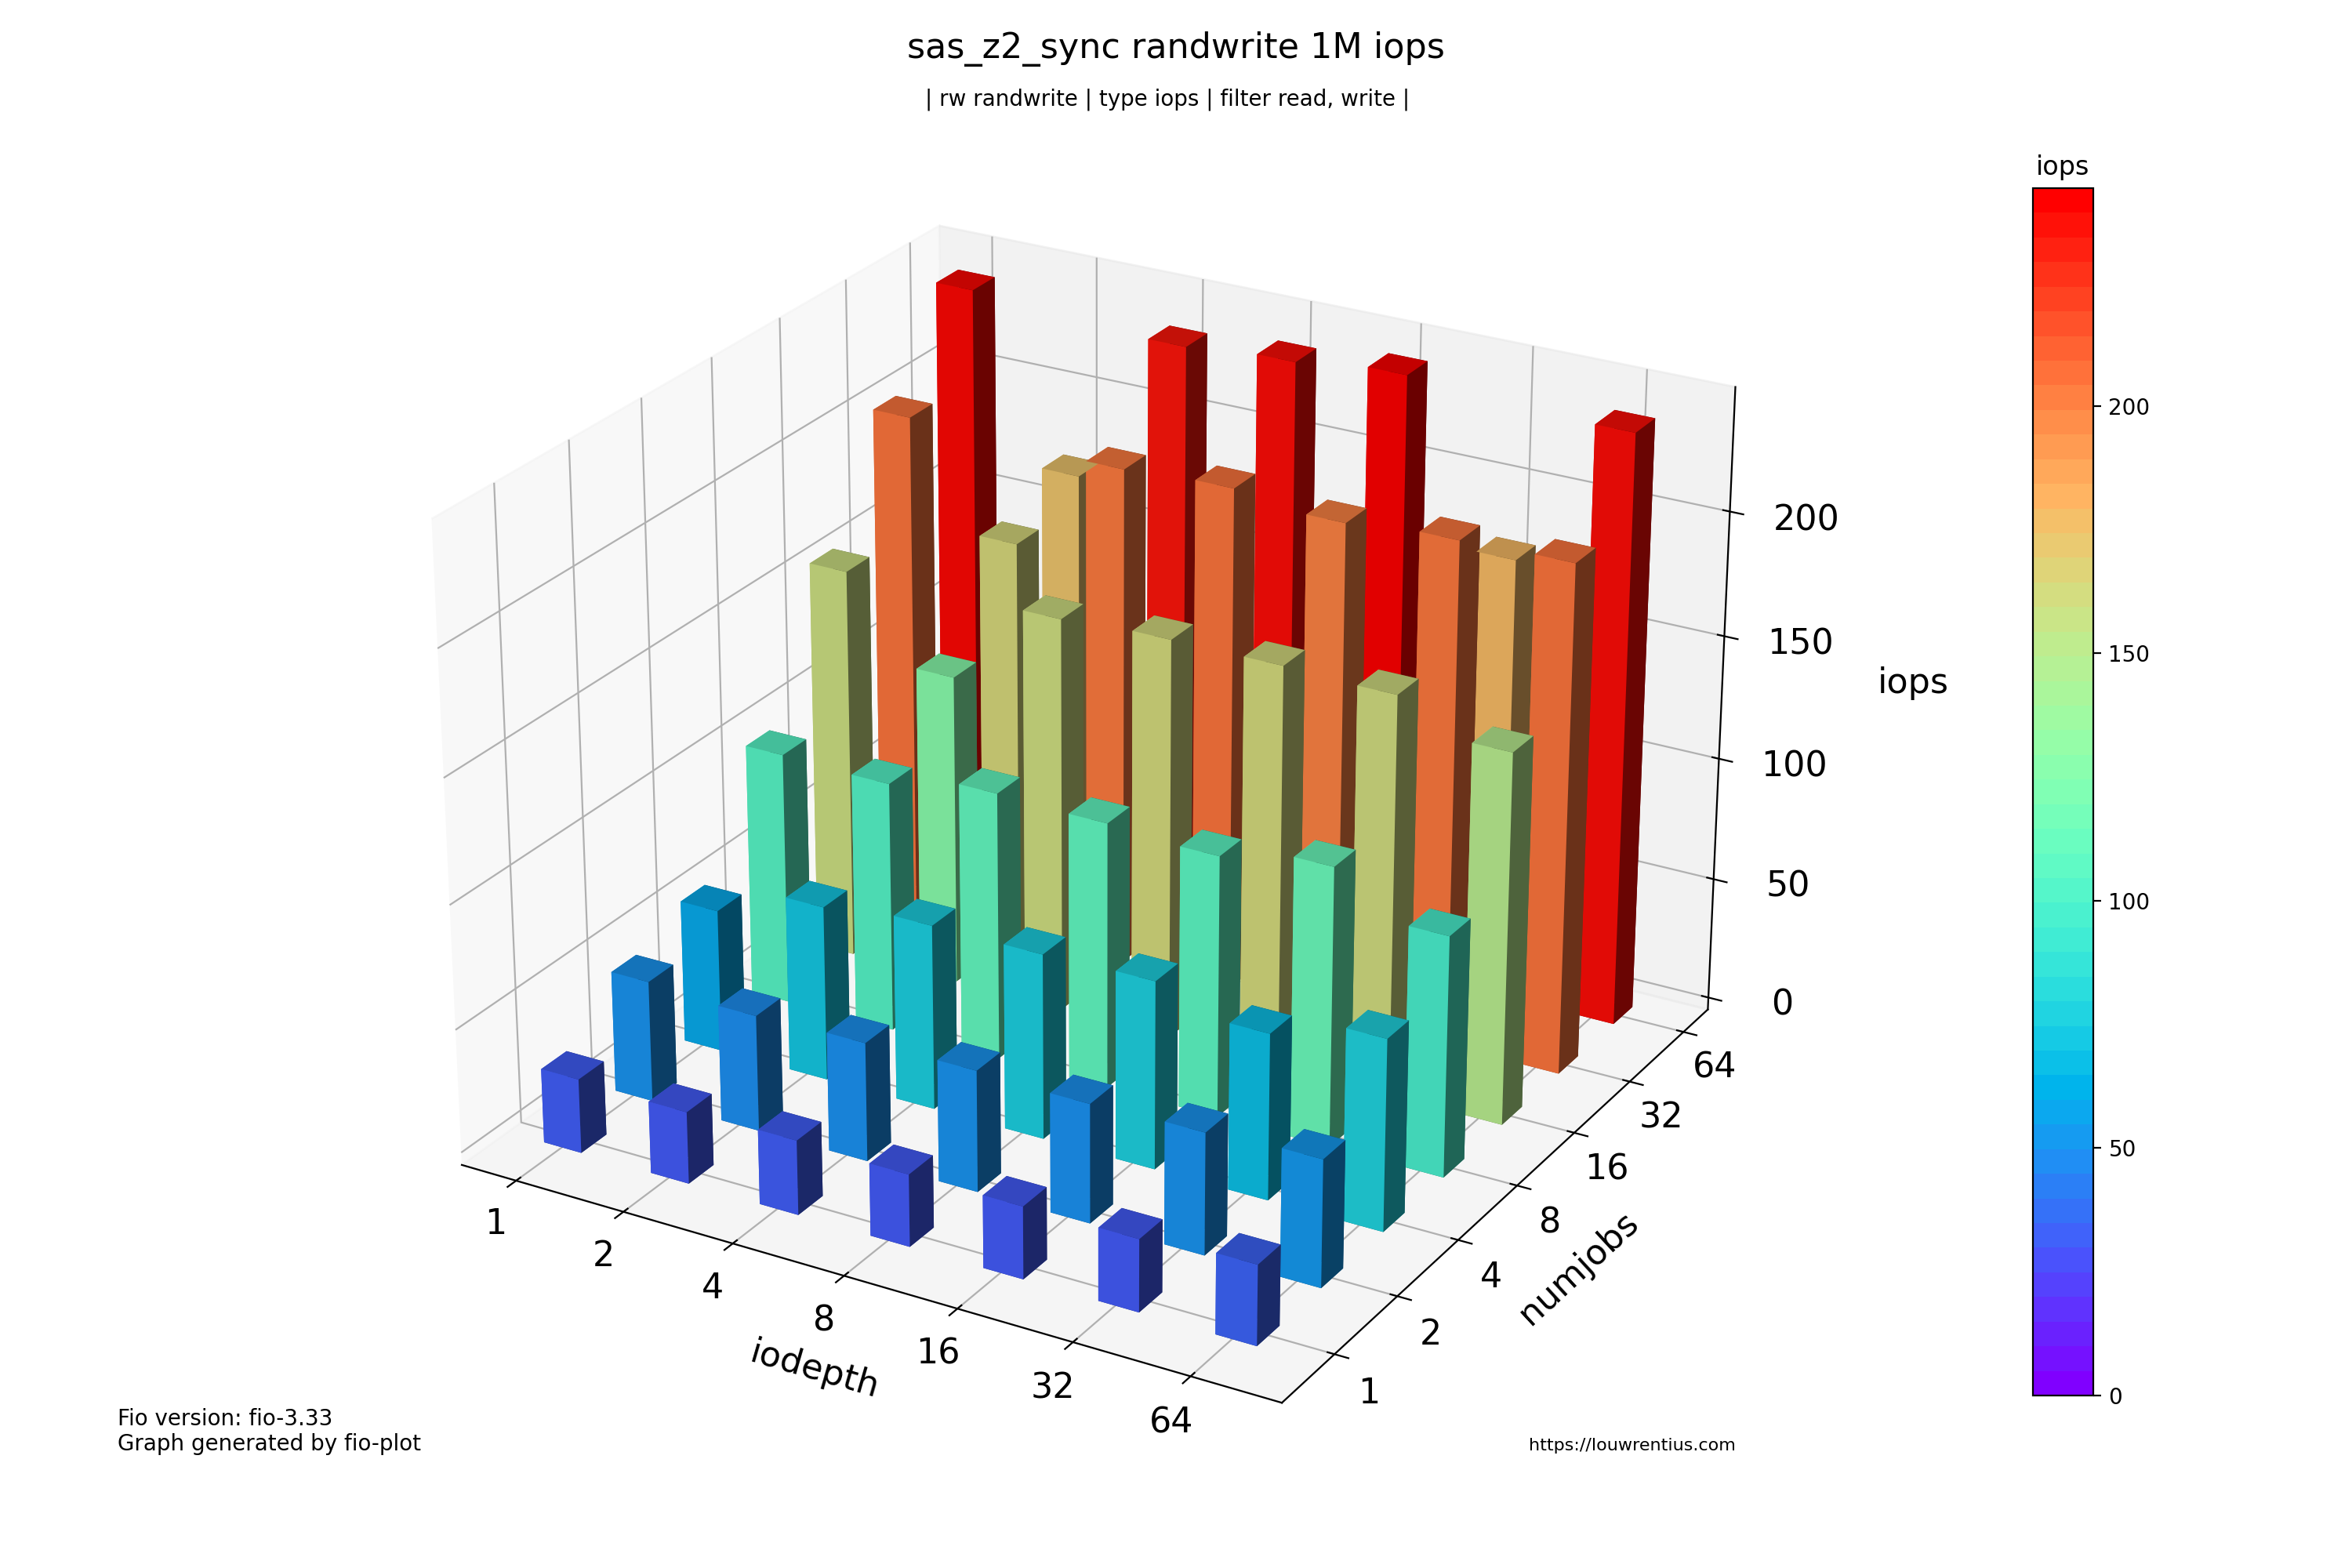 sas_z2_sync randwrite 1M iops
| rw randwrite | type iops | filter read, write |
iops
200
150
100
50
0
200
150
100
50
0
iops
1
2
4
8
16
32
64
iodepth
1
2
4
8
16
32
64
numjobs
Fio version: fio-3.33
Graph generated by fio-plot
https://louwrentius.com